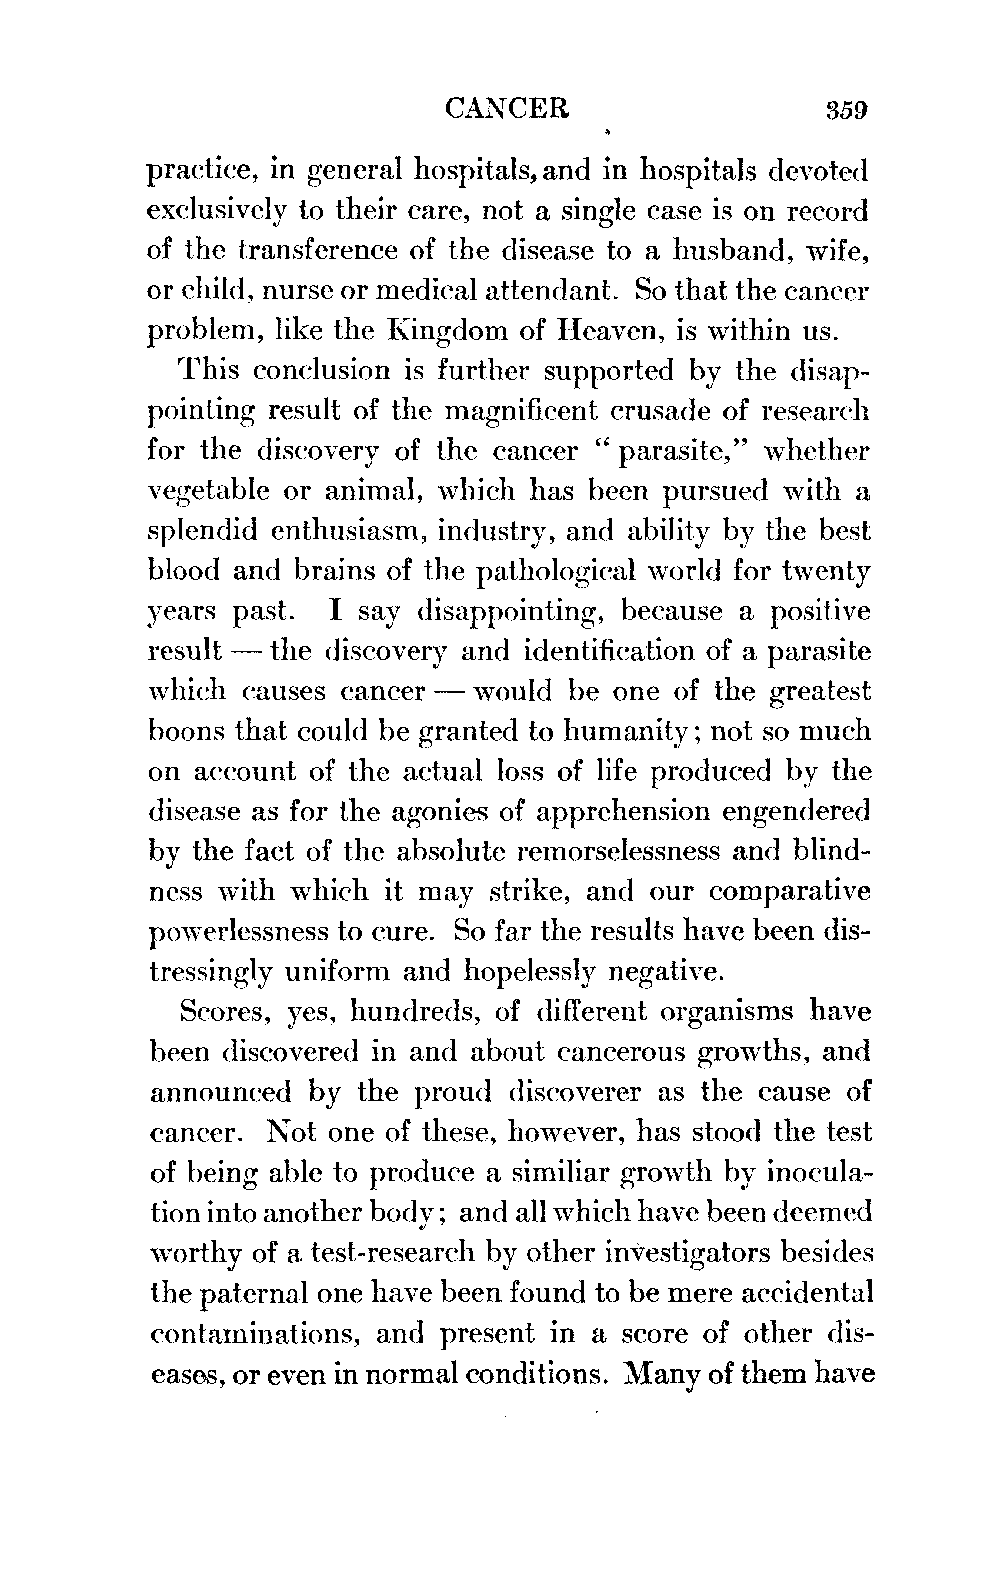 CANCER 359
practice, in general hospitals, and in hospitals devoted
exclusively to their care, not a single case is on record
of the transference of the disease to a husband, wife,
or child, nurse or medical attendant. So that the cancer
problem, like the Kingdom of Heaven, is within us.
This conclusion is further supported by the disap-
pointing result of the magnificent crusade of research
for the discovery of the cancer “ parasite,” whether
vegetable or animal, which has been pursued with a
splendid enthusiasm, industry, and ability by the best
blood and brains of the pathological world for twenty
years past. I say disappointing, because a positive
result — the discovery and identification of a parasite
which causes cancer — would be one of the greatest
boons that could be granted to humanity; not so much
on account of the actual loss of life produced by the
disease as for the agonies of apprehension engendered
by the fact of the absolute remorselessness and blind-
ness with which it may strike, and our comparative
powerlessness to cure. So far the results have been dis-
tressingly uniform and hopelessly negative.
Scores, yes, hundreds, of different organisms have
been discovered in and about cancerous growths, and
announced by the proud discoverer as the cause of
cancer. Not one of these, however, has stood the test
of being able to produce a similiar growth by inocula-
tion into another body; and all which have been deemed
worthy of a test-research by other investigators besides
the paternal one have been found to be mere accidental
contaminations, and present in a score of other dis-
eases, or even in normal conditions. Many of them have